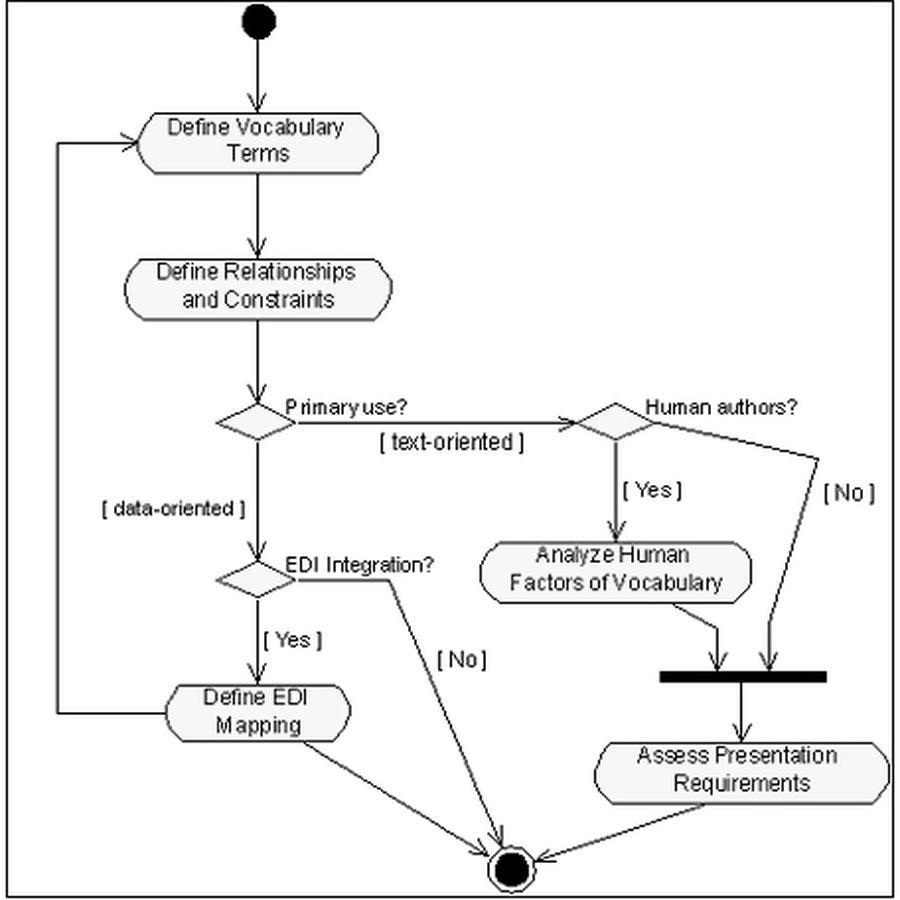 Define Vocabulary
Terms
Define Relationships
and Constraints
Primary use?
[ text-oriented ]
Human authors?
[ data-oriented ]
[ Yes ]
[ No ]
EDI Integration?
Analyze Human
Factors of Vocabulary
[ Yes ]
[ No ]
Define EDI
Mapping
Assess Presentation
Requirements